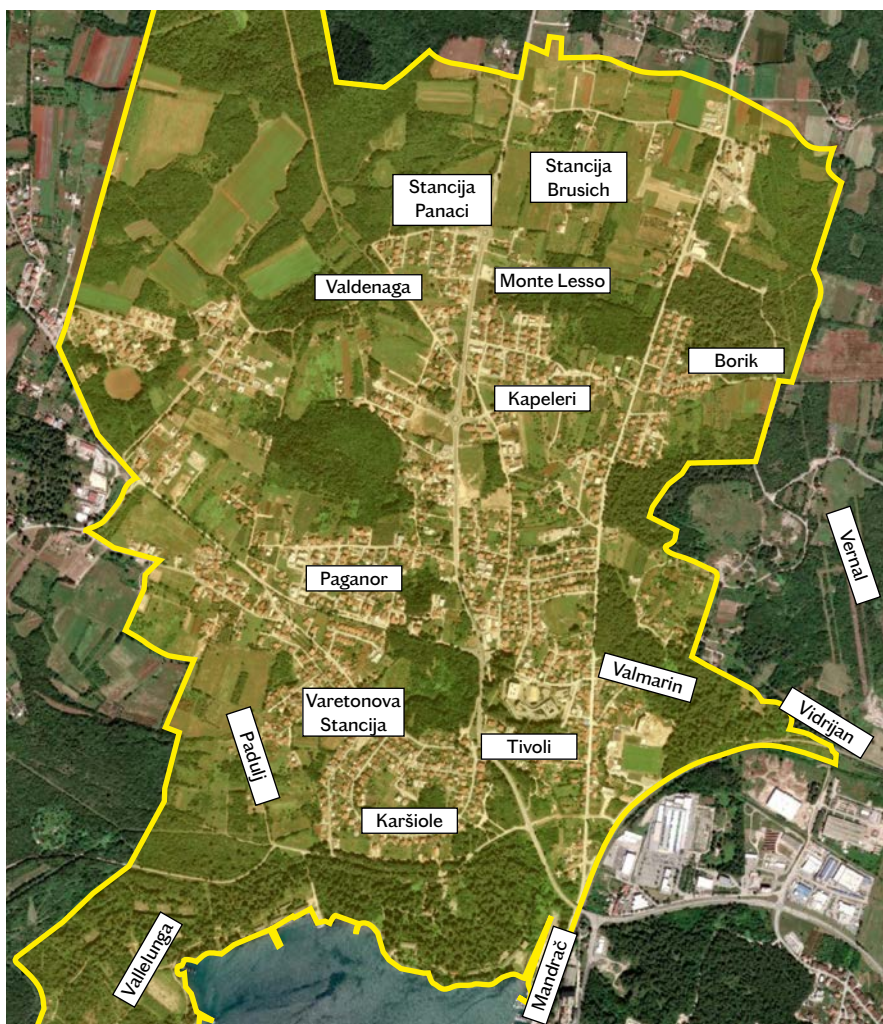 Stancija
Brusich
Stancija
Panaci
Monte Lesso
Valdenaga
Borik
Kapeleri
Vernal
Paganor
Valmarin
Varetonova
Stancija
Vidrijan
Padulj
Tivoli
Karšiole
Vallelunga
Mandrač